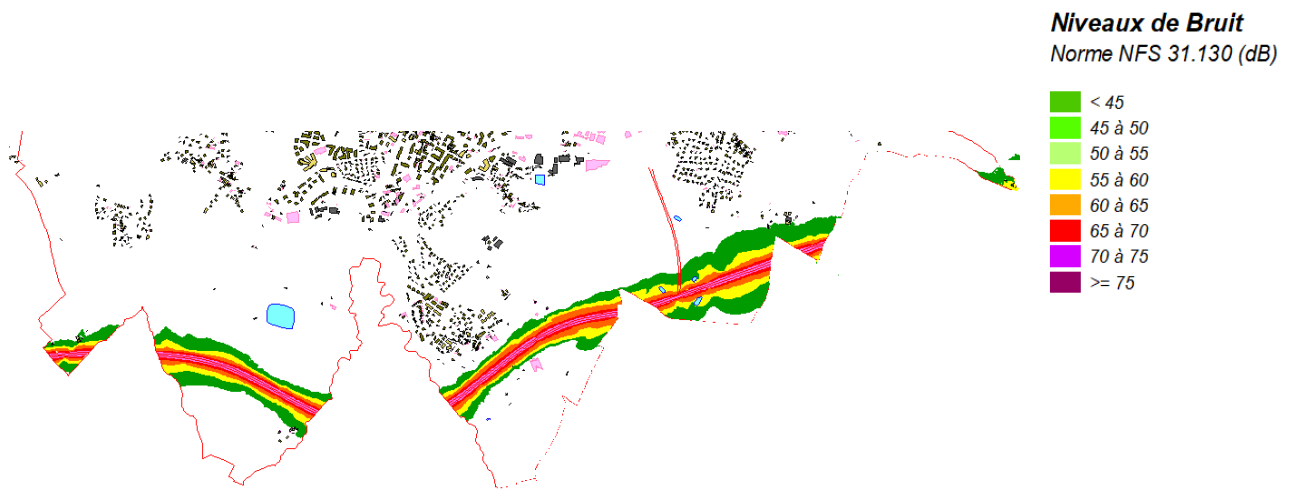 Niveaux de Bruit
Norme NFS 31.130 (dB)
< 45
45 à 50
50 à 55
55 à 60
60 à 65
65 à 70
70 à 75
>= 75